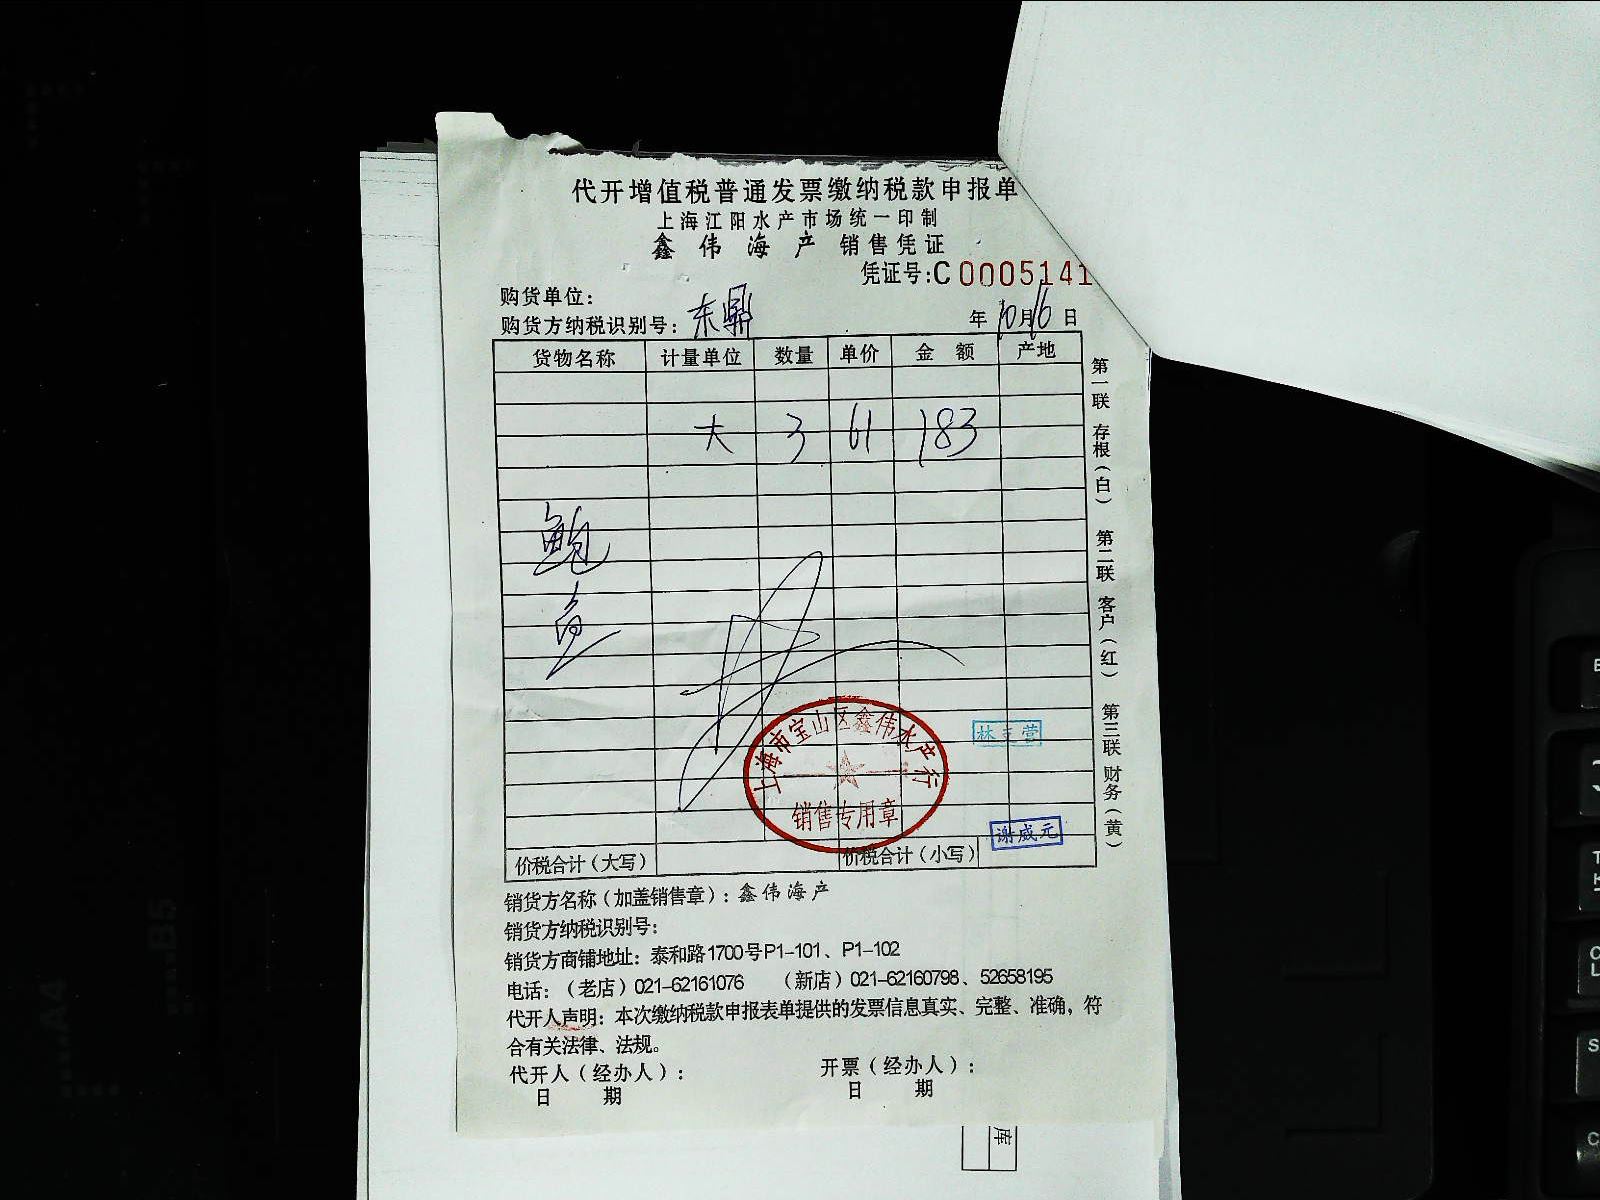 代开增值税普通发票缴纳税款申报单
上海江阳水产市场统一印制
鑫伟海产 销售凭证
凭证号:C 0005141
购货单位:
购货方纳税识别号: 东鼎 年10月16日
货物名称 计量单位 数量 单价 金额 产地
大 3 61 183
鲍
鱼
上海市宝山区鑫伟水产行
销售专用章
谢威元
价税合计(大写) 价税合计(小写)
第一联 存根(白) 第二联 客户(红) 第三联 财务(黄)
销货方名称(加盖销售章): 鑫伟海产
销货方纳税识别号:
销货方商铺地址: 泰和路1700号P1-101、P1-102
电话:(老店)021-62161076 (新店)021-62160798、52658195
代开人声明: 本次缴纳税款申报表单提供的发票信息真实、完整、准确, 符
合有关法律、法规。
代开人(经办人): 开票(经办人):
日 期 日 期
库
B5
A4